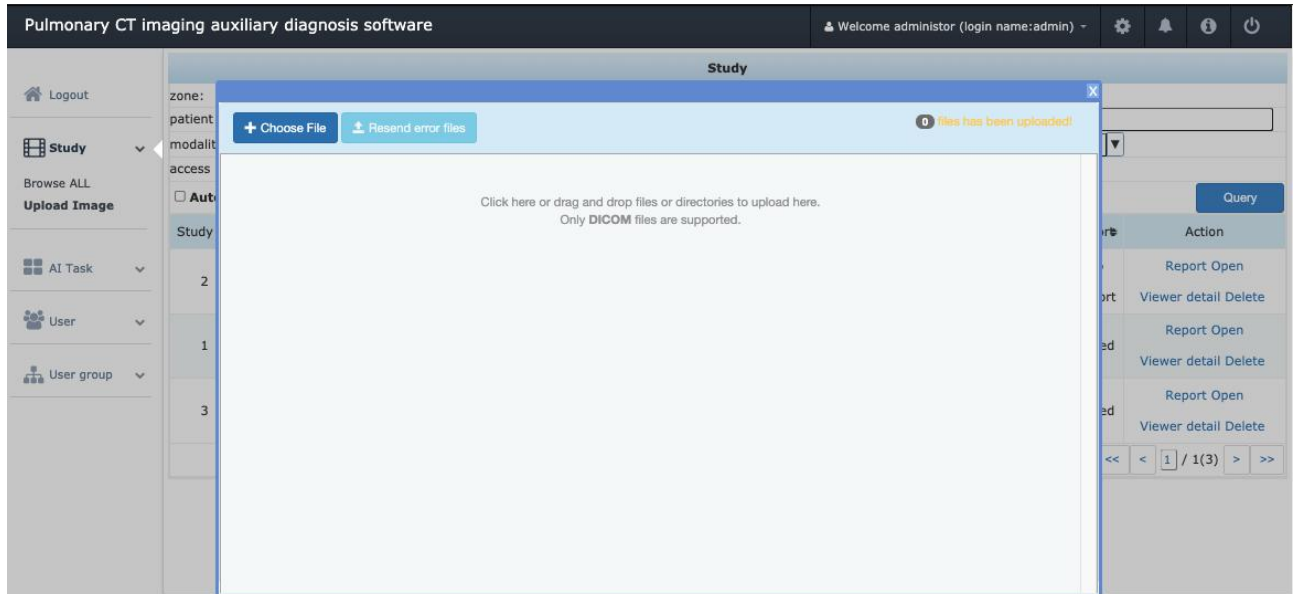 Pulmonary CT imaging auxiliary diagnosis software
Welcome administor (login name:admin)
Logout
Study
Browse ALL
Upload Image
AI Task
User
User group
Study
zone:
patient
modalit
access
Auto
Query
X
Choose File
Resend error files
0 files has been uploaded!
Click here or drag and drop files or directories to upload here.
Only DICOM files are supported.
Study
Action
2
Report Open
Viewer detail Delete
1
ed
Report Open
Viewer detail Delete
3
ed
Report Open
Viewer detail Delete
<< < 1 / 1(3) > >>